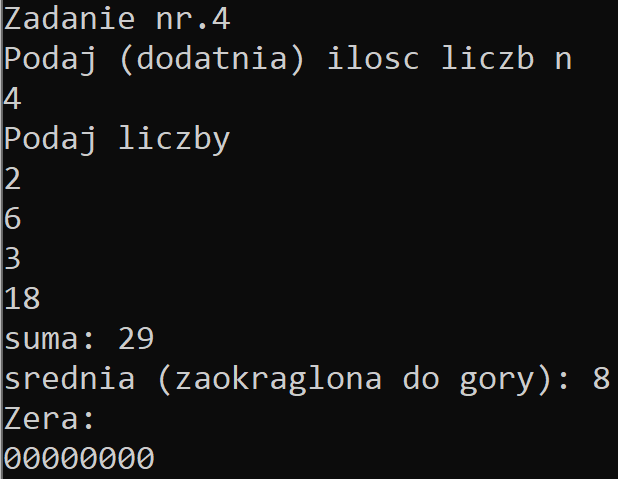 Zadanie nr.4
Podaj (dodatnia) ilosc liczb n
4
Podaj liczby
2
6
3
18
suma: 29
srednia (zaokraglona do gory): 8
Zera:
00000000